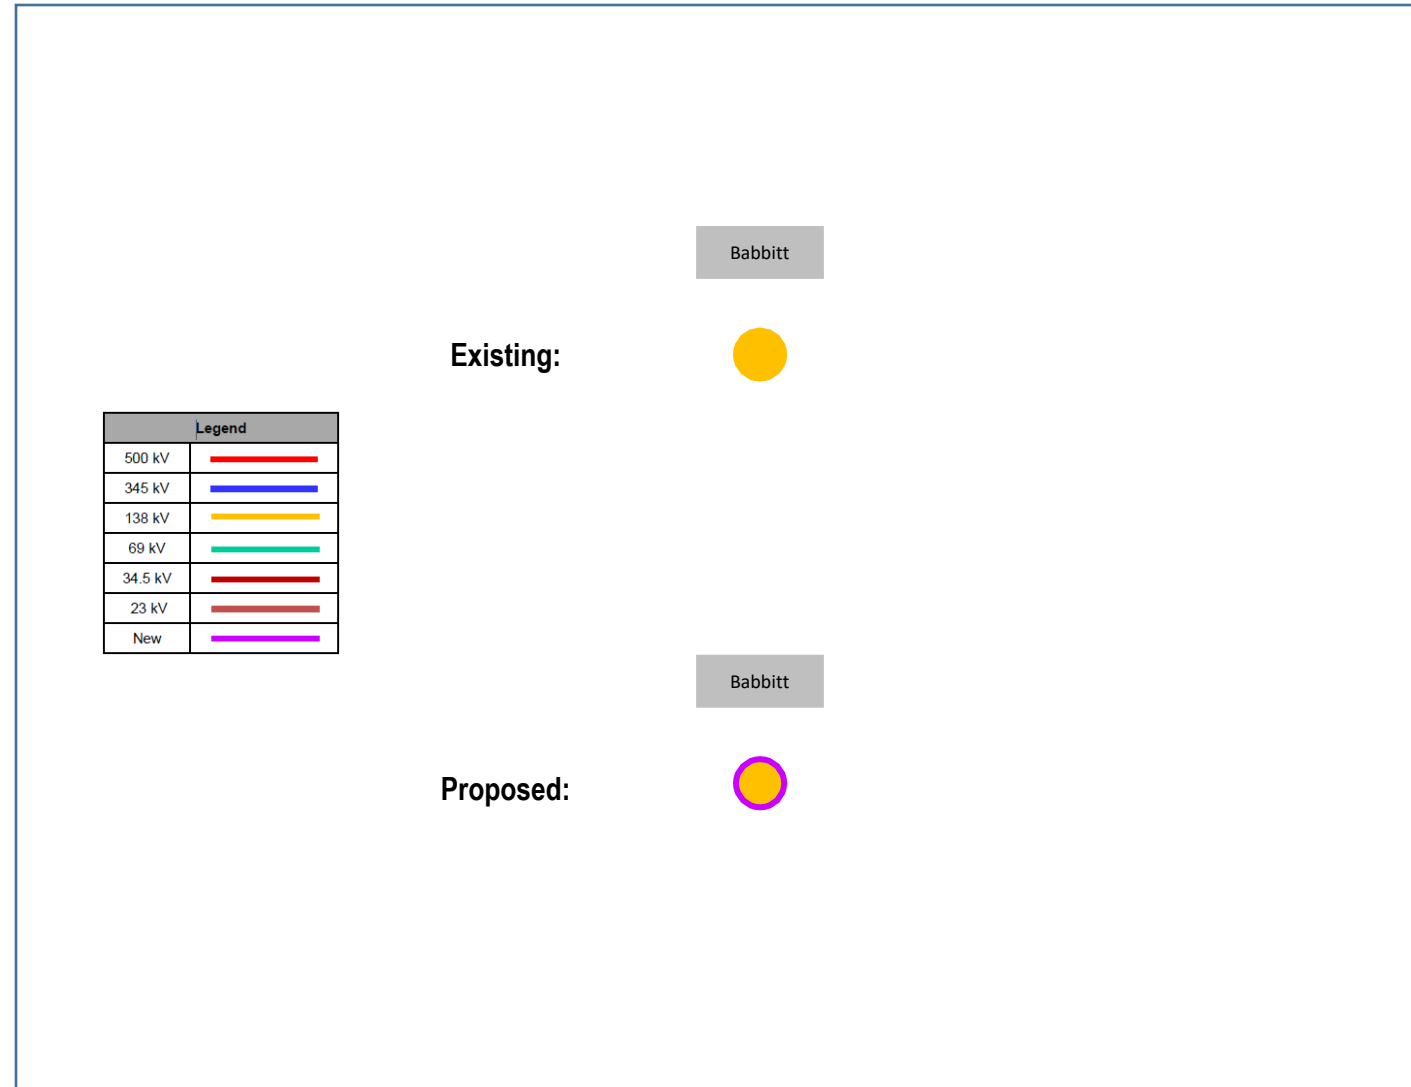 Babbitt
Existing:
Legend
500 kV
345 kV
138 kV
69 kV
34.5 kV
23 kV
New
Babbitt
Proposed: